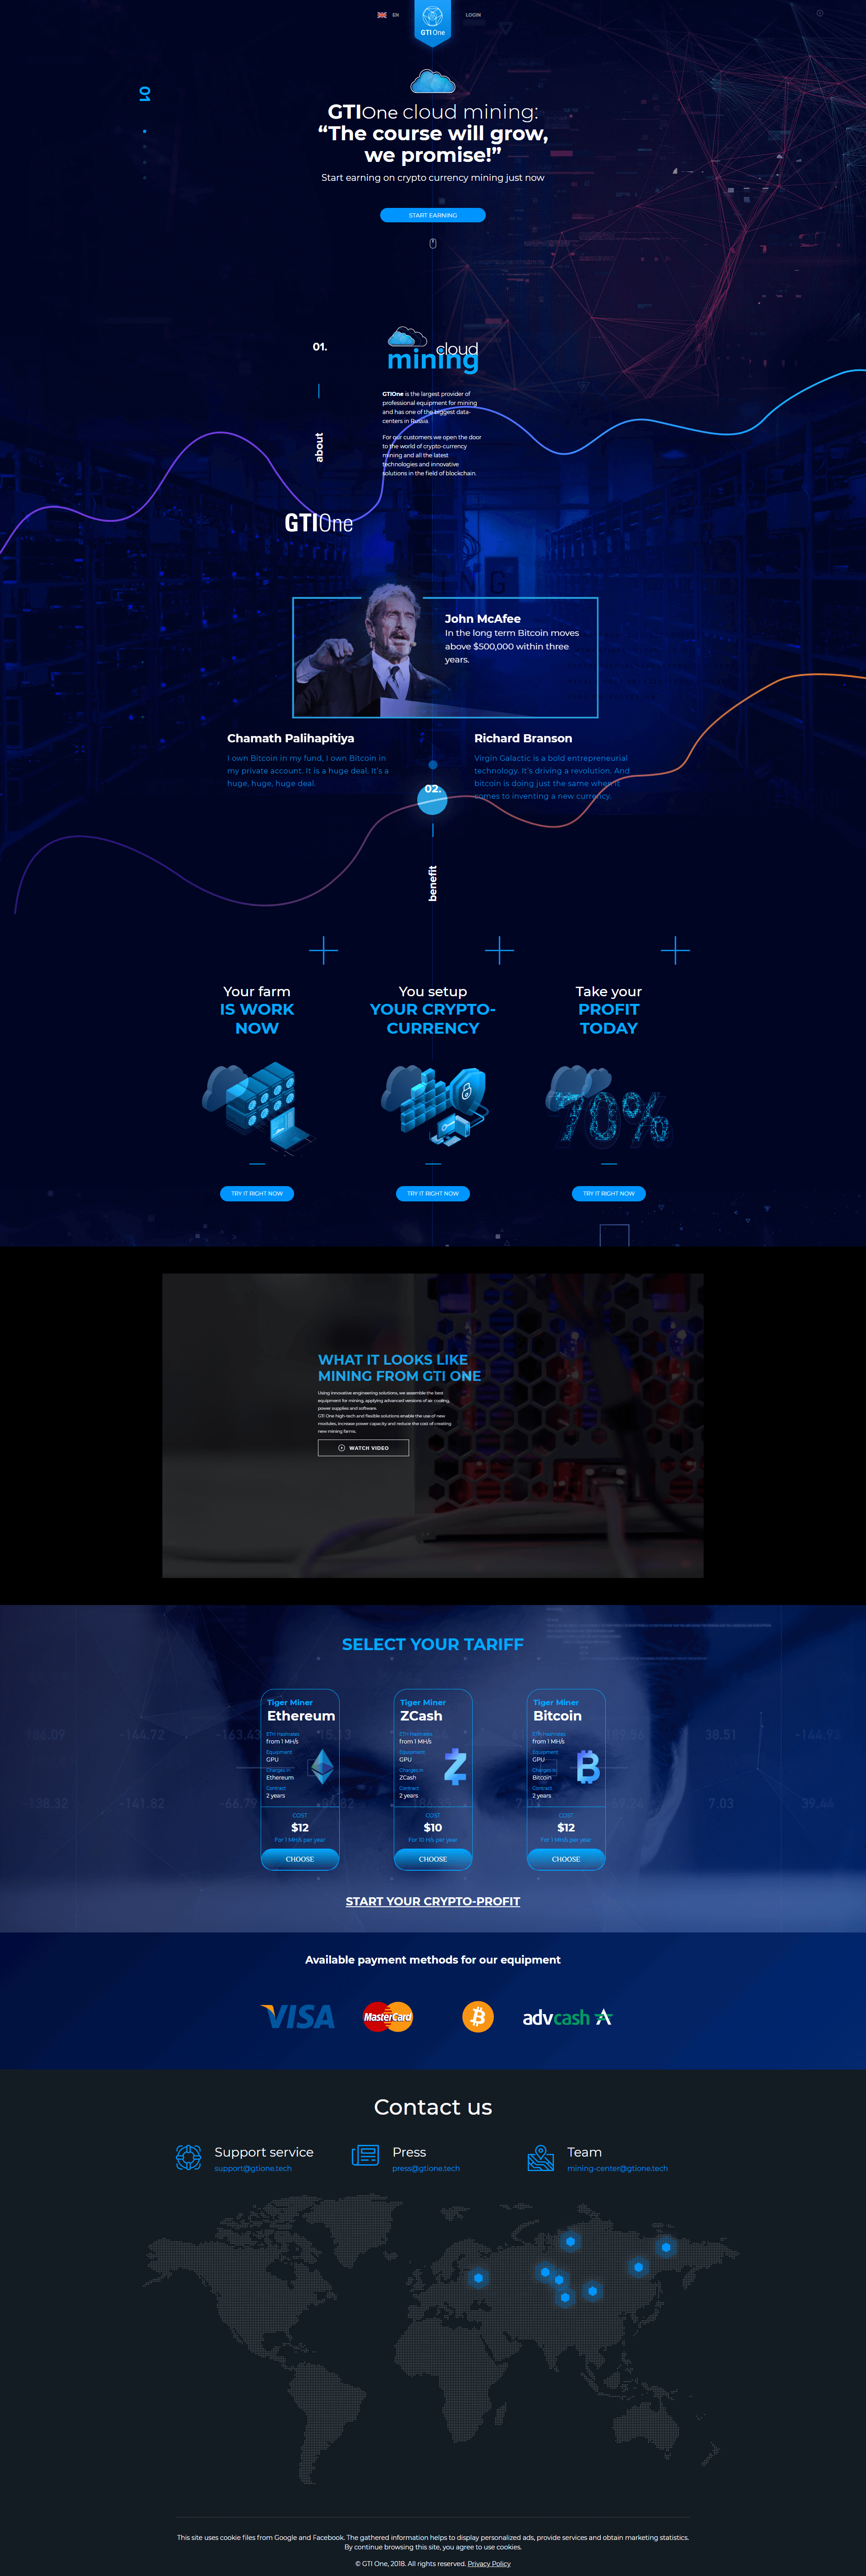 EN
GTI One
LOGIN
01
GTIOne cloud mining:
“The course will grow,
we promise!”
Start earning on crypto currency mining just now
START EARNING
01.
cloud
mining
about
GTIOne is the largest provider of
professional equipment for mining
and has one of the biggest data-
centers in Russia.
For our customers we open the door
to the world of crypto-currency
mining and all the latest
technologies and innovative
solutions in the field of blockchain.
GTIOne
John McAfee
In the long term Bitcoin moves
above $500,000 within three
years.
Chamath Palihapitiya
I own Bitcoin in my fund, I own Bitcoin in
my private account. It is a huge deal. It’s a
huge, huge, huge deal.
Richard Branson
Virgin Galactic is a bold entrepreneurial
technology. It’s driving a revolution. And
bitcoin is doing just the same when it
comes to inventing a new currency.
02.
benefit
Your farm
IS WORK
NOW
You setup
YOUR CRYPTO-
CURRENCY
Take your
PROFIT
TODAY
70%
TRY IT RIGHT NOW
TRY IT RIGHT NOW
TRY IT RIGHT NOW
WHAT IT LOOKS LIKE
MINING FROM GTI ONE
Using innovative engineering solutions, we assemble the best
equipment for mining, applying advanced versions of air cooling,
power supplies and software.
GTI One high-tech and flexible solutions enable the use of new
modules, increase power capacity and reduce the cost of creating
new mining farms.
WATCH VIDEO
SELECT YOUR TARIFF
Tiger Miner
Ethereum
ETH Hashrates
from 1 MH/s
Equipment
GPU
Charges in
Ethereum
Contract
2 years
COST
$12
For 1 MH/s per year
CHOOSE
Tiger Miner
ZCash
ETH Hashrates
from 1 MH/s
Equipment
GPU
Charges in
ZCash
Contract
2 years
COST
$10
For 10 H/s per year
CHOOSE
Tiger Miner
Bitcoin
ETH Hashrates
from 1 MH/s
Equipment
GPU
Charges in
Bitcoin
Contract
2 years
COST
$12
For 1 MH/s per year
CHOOSE
144.72
-163.43
38.51
-144.92
138.32
-141.82
-66.79
7.03
39.44
START YOUR CRYPTO-PROFIT
Available payment methods for our equipment
VISA
MasterCard
advcash
Contact us
Support service
support@gtione.tech
Press
press@gtione.tech
Team
mining-center@gtione.tech
This site uses cookie files from Google and Facebook. The gathered information helps to display personalized ads, provide services and obtain marketing statistics.
By continue browsing this site, you agree to use cookies.
© GTI One, 2018. All rights reserved. Privacy Policy